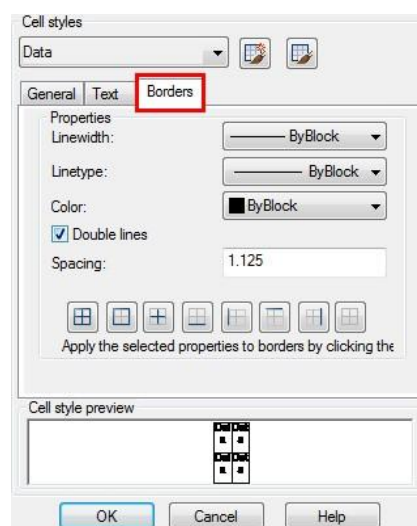 Cell styles
Data
General Text Borders
Properties
Linewidth: ByBlock
Linetype: ByBlock
Color: ByBlock
Double lines
Spacing: 1.125
Apply the selected properties to borders by clicking the
Cell style preview
OK Cancel Help